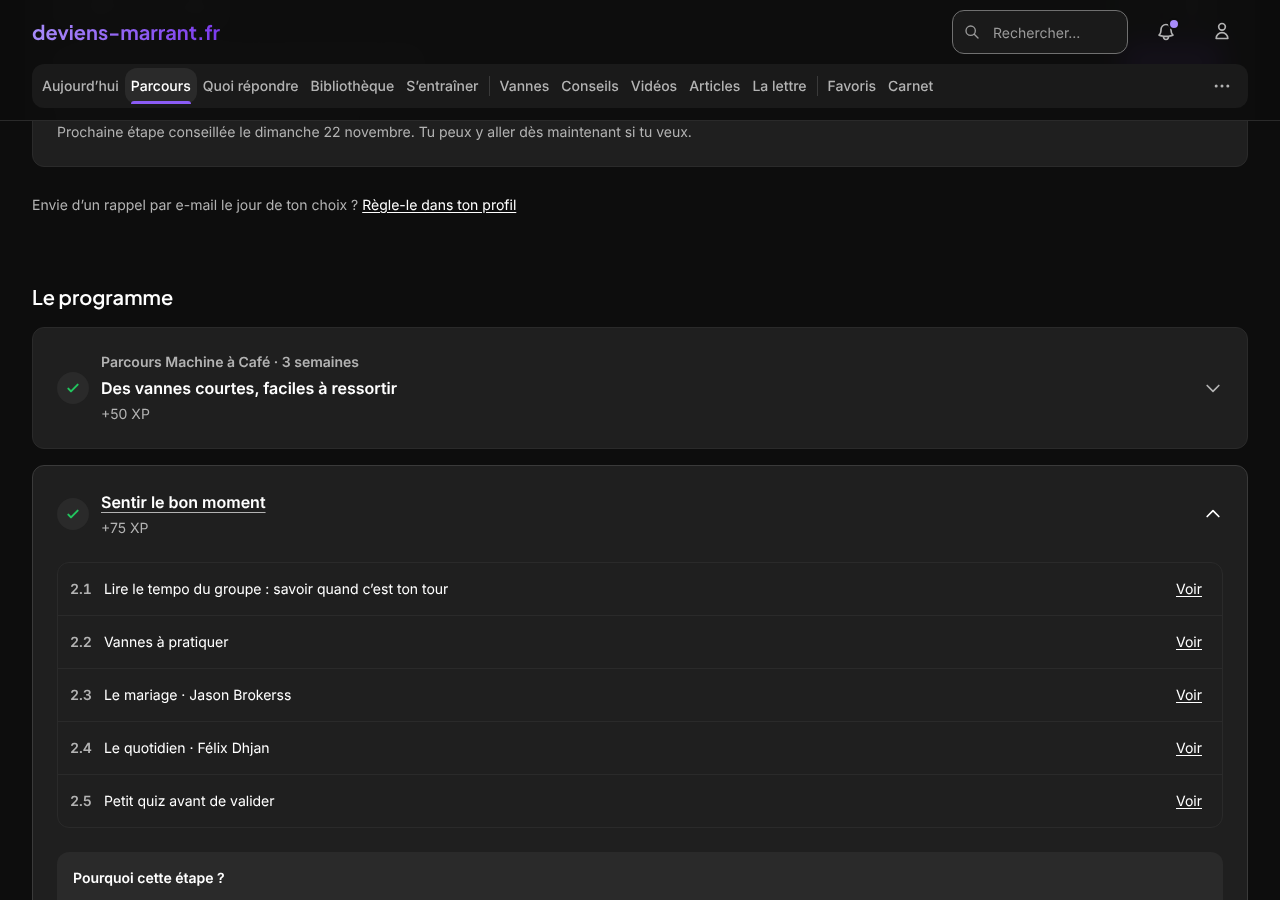 deviens-marrant.fr
Rechercher...
Aujourd’hui Parcours Quoi répondre Bibliothèque S’entraîner Vannes Conseils Vidéos Articles La lettre Favoris Carnet
Prochaine étape conseillée le dimanche 22 novembre. Tu peux y aller dès maintenant si tu veux.
Envie d’un rappel par e-mail le jour de ton choix ? Règle-le dans ton profil
Le programme
Parcours Machine à Café · 3 semaines
Des vannes courtes, faciles à ressortir
+50 XP
Sentir le bon moment
+75 XP
2.1 Lire le tempo du groupe : savoir quand c’est ton tour Voir
2.2 Vannes à pratiquer Voir
2.3 Le mariage · Jason Brokerss Voir
2.4 Le quotidien · Félix Dhjan Voir
2.5 Petit quiz avant de valider Voir
Pourquoi cette étape ?